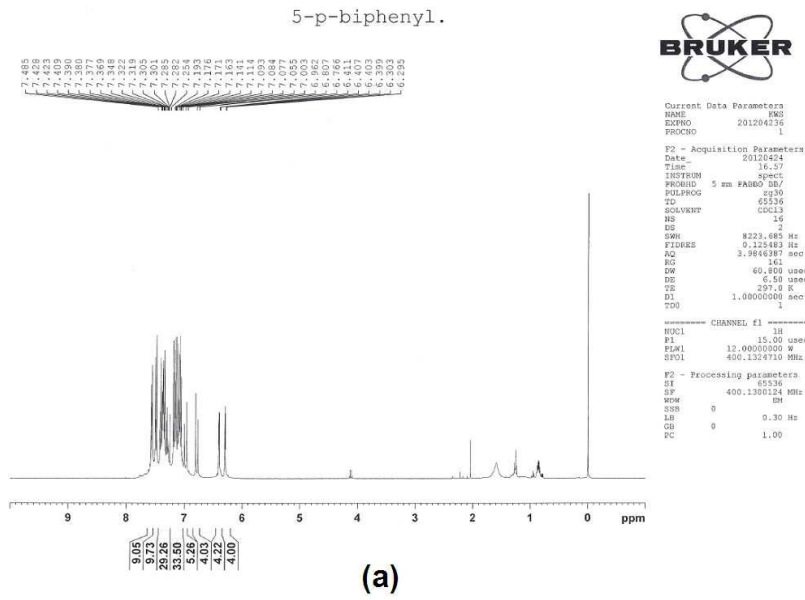 5-p-biphenyl.
BRUKER
7.485
7.428
7.423
7.409
7.390
7.380
7.377
7.369
7.348
7.322
7.319
7.305
7.301
7.285
7.282
7.254
7.193
7.176
7.171
7.163
7.141
7.114
7.093
7.084
7.077
7.055
7.003
6.962
6.807
6.766
6.411
6.407
6.403
6.399
6.303
6.295
Current Data Parameters
NAME KWS
EXPNO 201204236
PROCNO 1
F2 - Acquisition Parameters
Date_ 20120424
Time 16.57
INSTRUM spect
PROBHD 5 mm PABBO BB/
PULPROG zg30
TD 65536
SOLVENT CDCl3
NS 16
DS 2
SWH 8223.685 Hz
FIDRES 0.125483 Hz
AQ 3.9846387 sec
RG 161
DW 60.800 usec
DE 6.50 usec
TE 297.0 K
D1 1.00000000 sec
TD0 1
======== CHANNEL f1 ========
NUC1 1H
P1 15.00 usec
PLW1 12.00000000 W
SFO1 400.1324710 MHz
F2 - Processing parameters
SI 65536
SF 400.1300124 MHz
WDW EM
SSB 0
LB 0.30 Hz
GB 0
PC 1.00
9 8 7 6 5 4 3 2 1 0 ppm
9.05
9.73
29.26
33.50
5.26
4.03
4.22
4.00
(a)